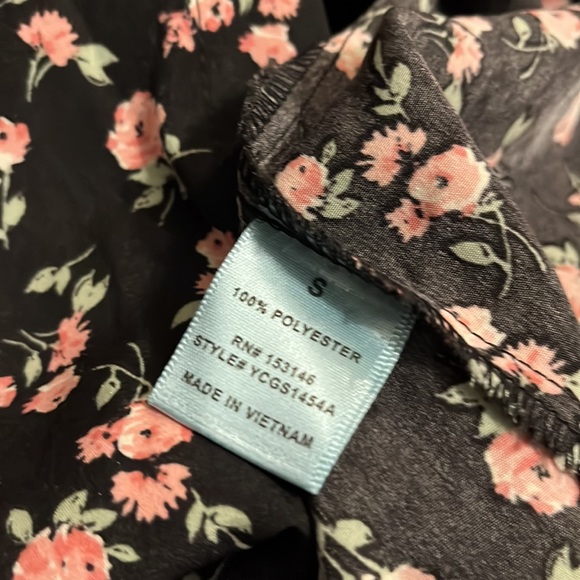 S
100% POLYESTER
RN# 153146
STYLE# YCGS1454A
MADE IN VIETNAM